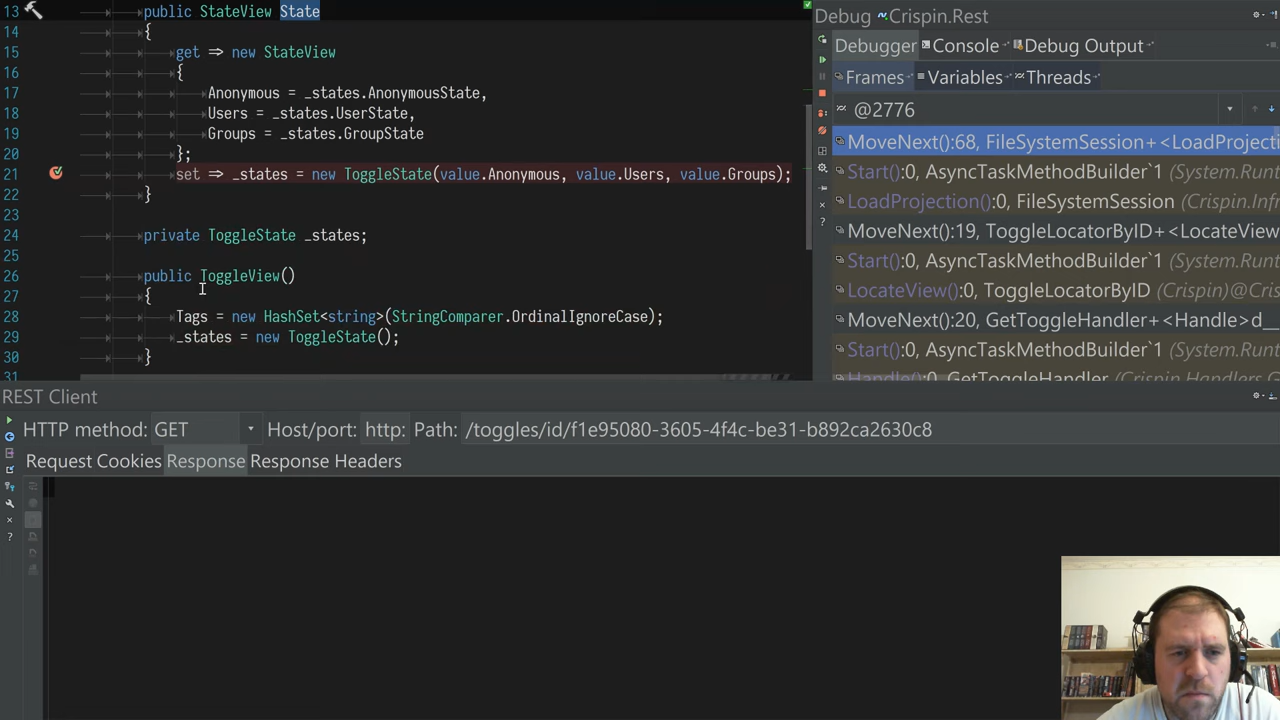 13 public StateView State
14 {
15 get => new StateView
16 {
17 Anonymous = _states.AnonymousState,
18 Users = _states.UserState,
19 Groups = _states.GroupState
20 };
21 set => _states = new ToggleState(value.Anonymous, value.Users, value.Groups);
22 }
23
24 private ToggleState _states;
25
26 public ToggleView()
27 {
28 Tags = new HashSet<string>(StringComparer.OrdinalIgnoreCase);
29 _states = new ToggleState();
30 }
31
Debug Crispin.Rest
Debugger Console Debug Output
Frames Variables Threads
@2776
MoveNext():68, FileSystemSession+<LoadProjecti
Start():0, AsyncTaskMethodBuilder`1 (System.Runt
LoadProjection():0, FileSystemSession (Crispin.Infr
MoveNext():19, ToggleLocatorByID+<LocateView
Start():0, AsyncTaskMethodBuilder`1 (System.Runt
LocateView():0, ToggleLocatorByID (Crispin)@Cri
MoveNext():20, GetToggleHandler+<Handle>d__
Start():0, AsyncTaskMethodBuilder`1 (System.Runt
Handle():0, GetToggleHandler (Crispin.Handlers.G
REST Client
HTTP method: GET Host/port: http: Path: /toggles/id/f1e95080-3605-4f4c-be31-b892ca2630c8
Request Cookies Response Response Headers